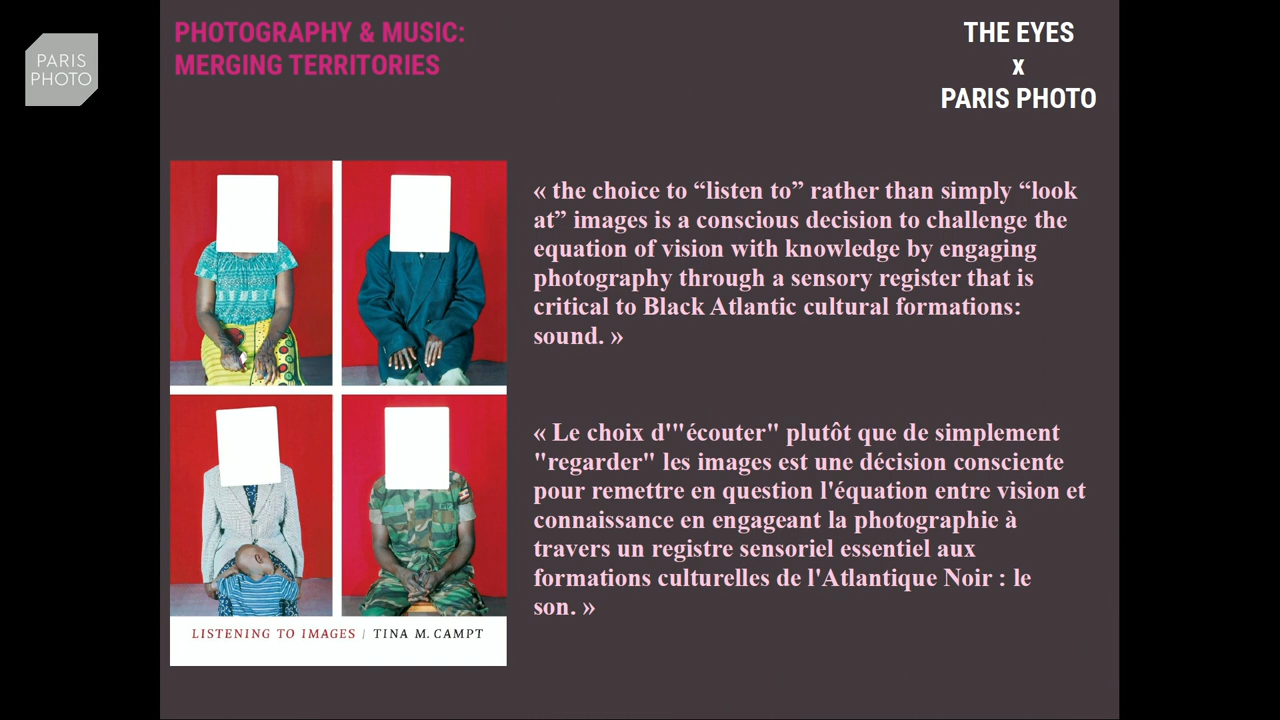 PARIS
PHOTO
PHOTOGRAPHY & MUSIC:
MERGING TERRITORIES
THE EYES
x
PARIS PHOTO
« the choice to “listen to” rather than simply “look
at” images is a conscious decision to challenge the
equation of vision with knowledge by engaging
photography through a sensory register that is
critical to Black Atlantic cultural formations:
sound. »
« Le choix d'"écouter" plutôt que de simplement
"regarder" les images est une décision consciente
pour remettre en question l'équation entre vision et
connaissance en engageant la photographie à
travers un registre sensoriel essentiel aux
formations culturelles de l'Atlantique Noir : le
son. »
LISTENING TO IMAGES | TINA M. CAMPT